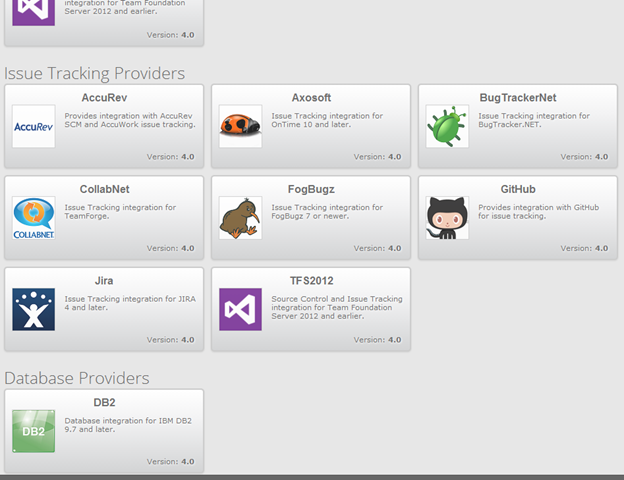 integration for Team Foundation
Server 2012 and earlier.
Version: 4.0
Issue Tracking Providers
AccuRev
AccuRev
Provides integration with AccuRev
SCM and AccuWork issue tracking.
Version: 4.0
Axosoft
Issue Tracking integration for
OnTime 10 and later.
Version: 4.0
BugTrackerNet
Issue Tracking integration for
BugTracker.NET.
Version: 4.0
CollabNet
COLLABNET
Issue Tracking integration for
TeamForge.
Version: 4.0
FogBugz
Issue Tracking integration for
FogBugz 7 or newer.
Version: 4.0
GitHub
Provides integration with GitHub
for issue tracking.
Version: 4.0
Jira
Issue Tracking integration for JIRA
4 and later.
Version: 4.0
TFS2012
Source Control and Issue Tracking
integration for Team Foundation
Server 2012 and earlier.
Version: 4.0
Database Providers
DB2
DB2
Database integration for IBM DB2
9.7 and later.
Version: 4.0